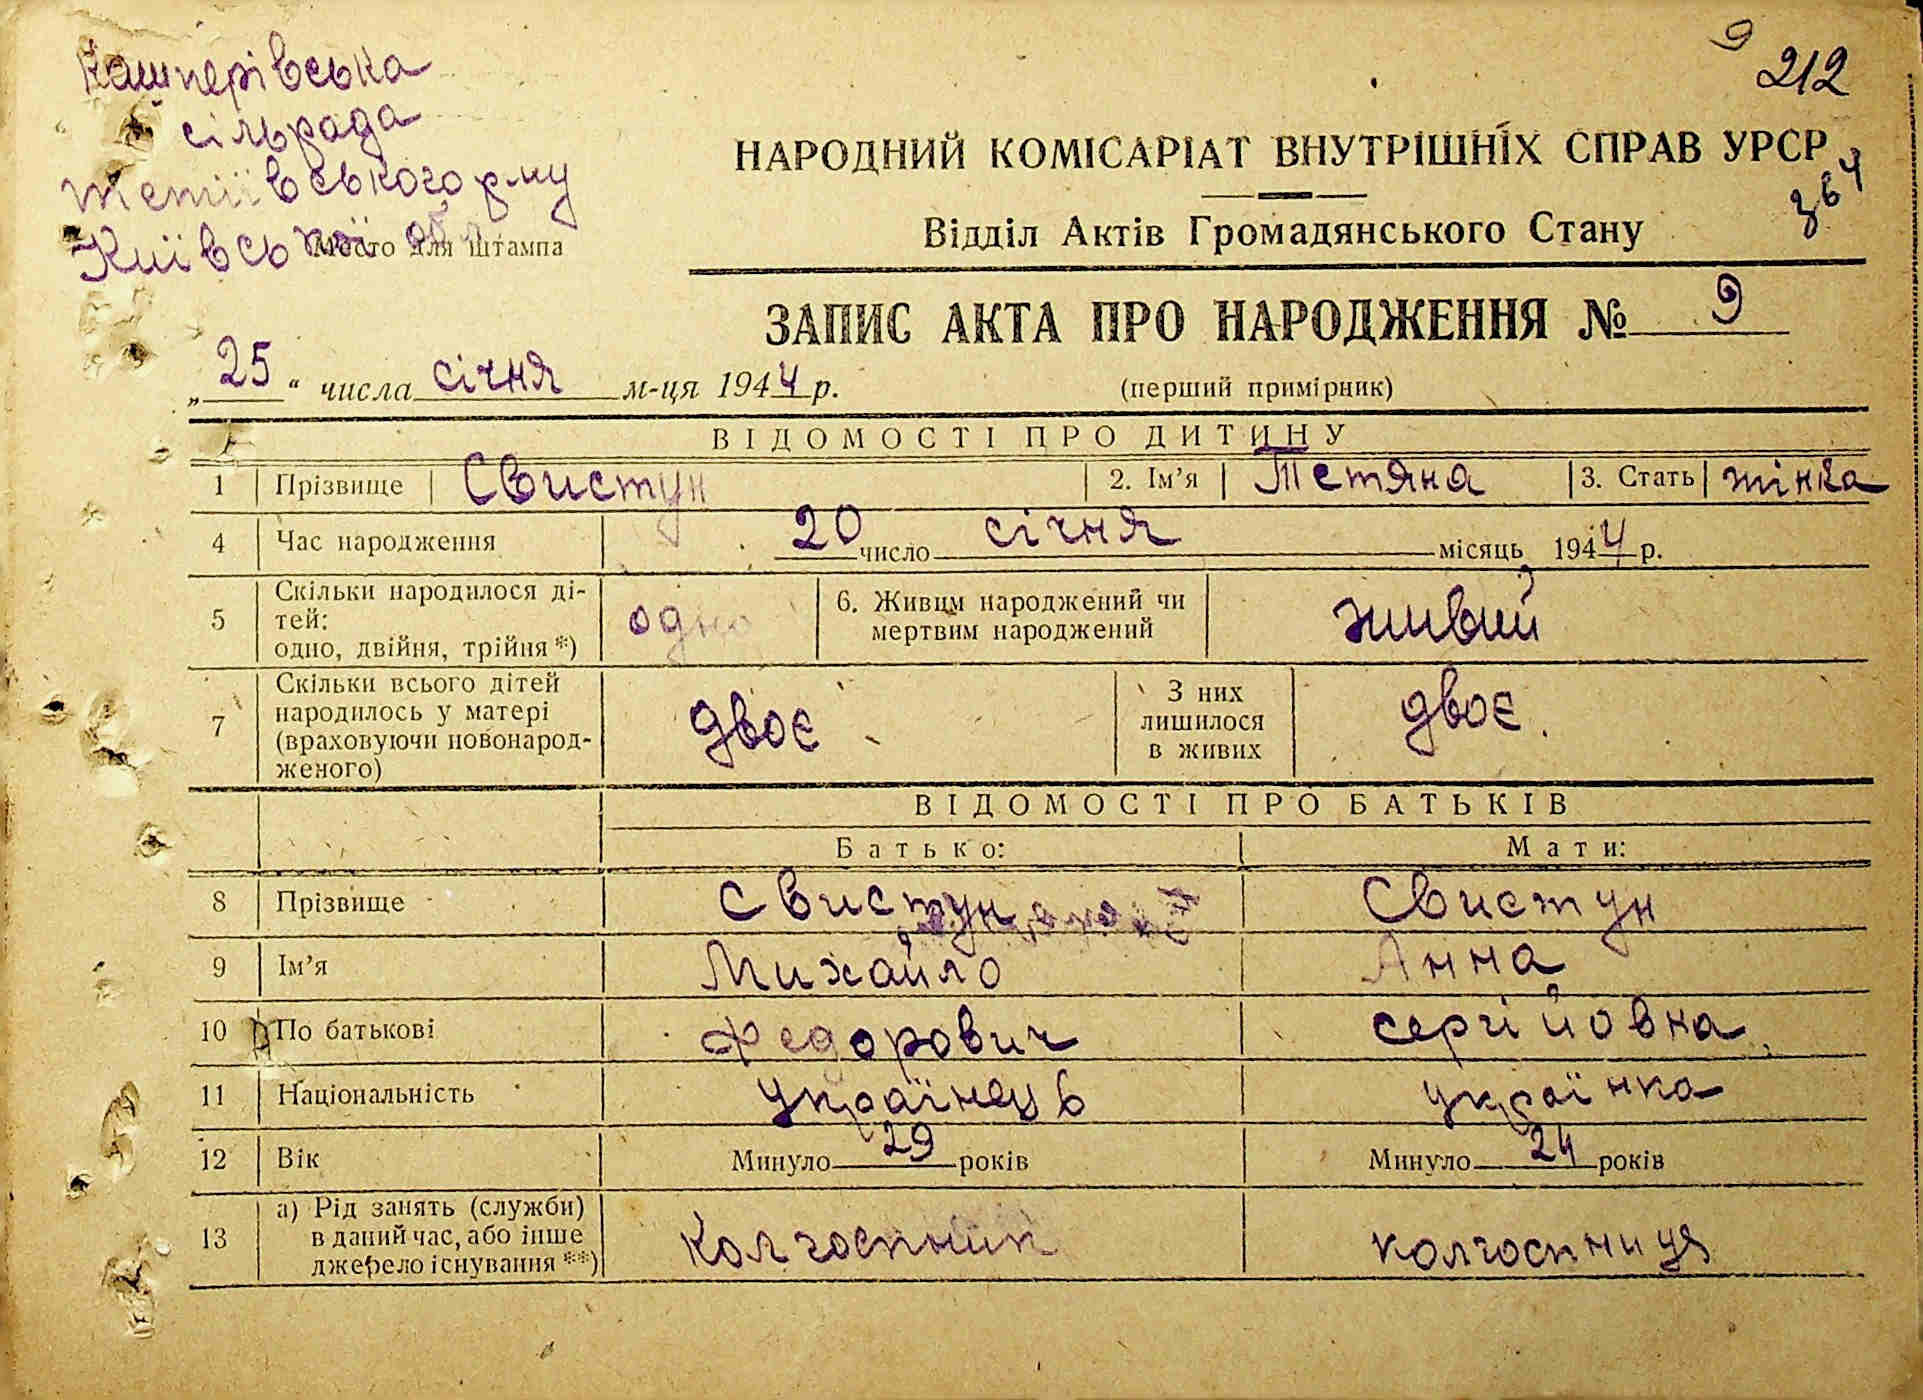 Кашперівська
сільрада
Тетіївського р-ну
Київської обл.
Место для штампа
9
212
НАРОДНИЙ КОМІСАРІАТ ВНУТРІШНІХ СПРАВ УРСР
Відділ Актів Громадянського Стану
ЗАПИС АКТА ПРО НАРОДЖЕННЯ № 9
„25“ числа січня м-ця 1944 р. (перший примірник)
ВІДОМОСТІ ПРО ДИТИНУ
1 Прізвище Свистун 2. Ім’я Тетяна 3. Стать жінка
4 Час народження 20 число січня місяць 1944 р.
5 Скільки народилося ді-
тей:
одно, двійня, трійня *) одно 6. Живим народжений чи
мертвим народжений живий
7 Скільки всього дітей
народилось у матері
(враховуючи новонарод-
женого) двоє З них
лишилося
в живих двоє.
ВІДОМОСТІ ПРО БАТЬКІВ
Батько: Мати:
8 Прізвище Свистун Свистун
9 Ім’я Михайло Анна
10 По батькові Федорович Сергійовна
11 Національність українець українка
12 Вік Минуло 29 років Минуло 24 років
13 а) Рід занять (служби)
в даний час, або інше
джерело існування **) Колгоспник колгоспниця